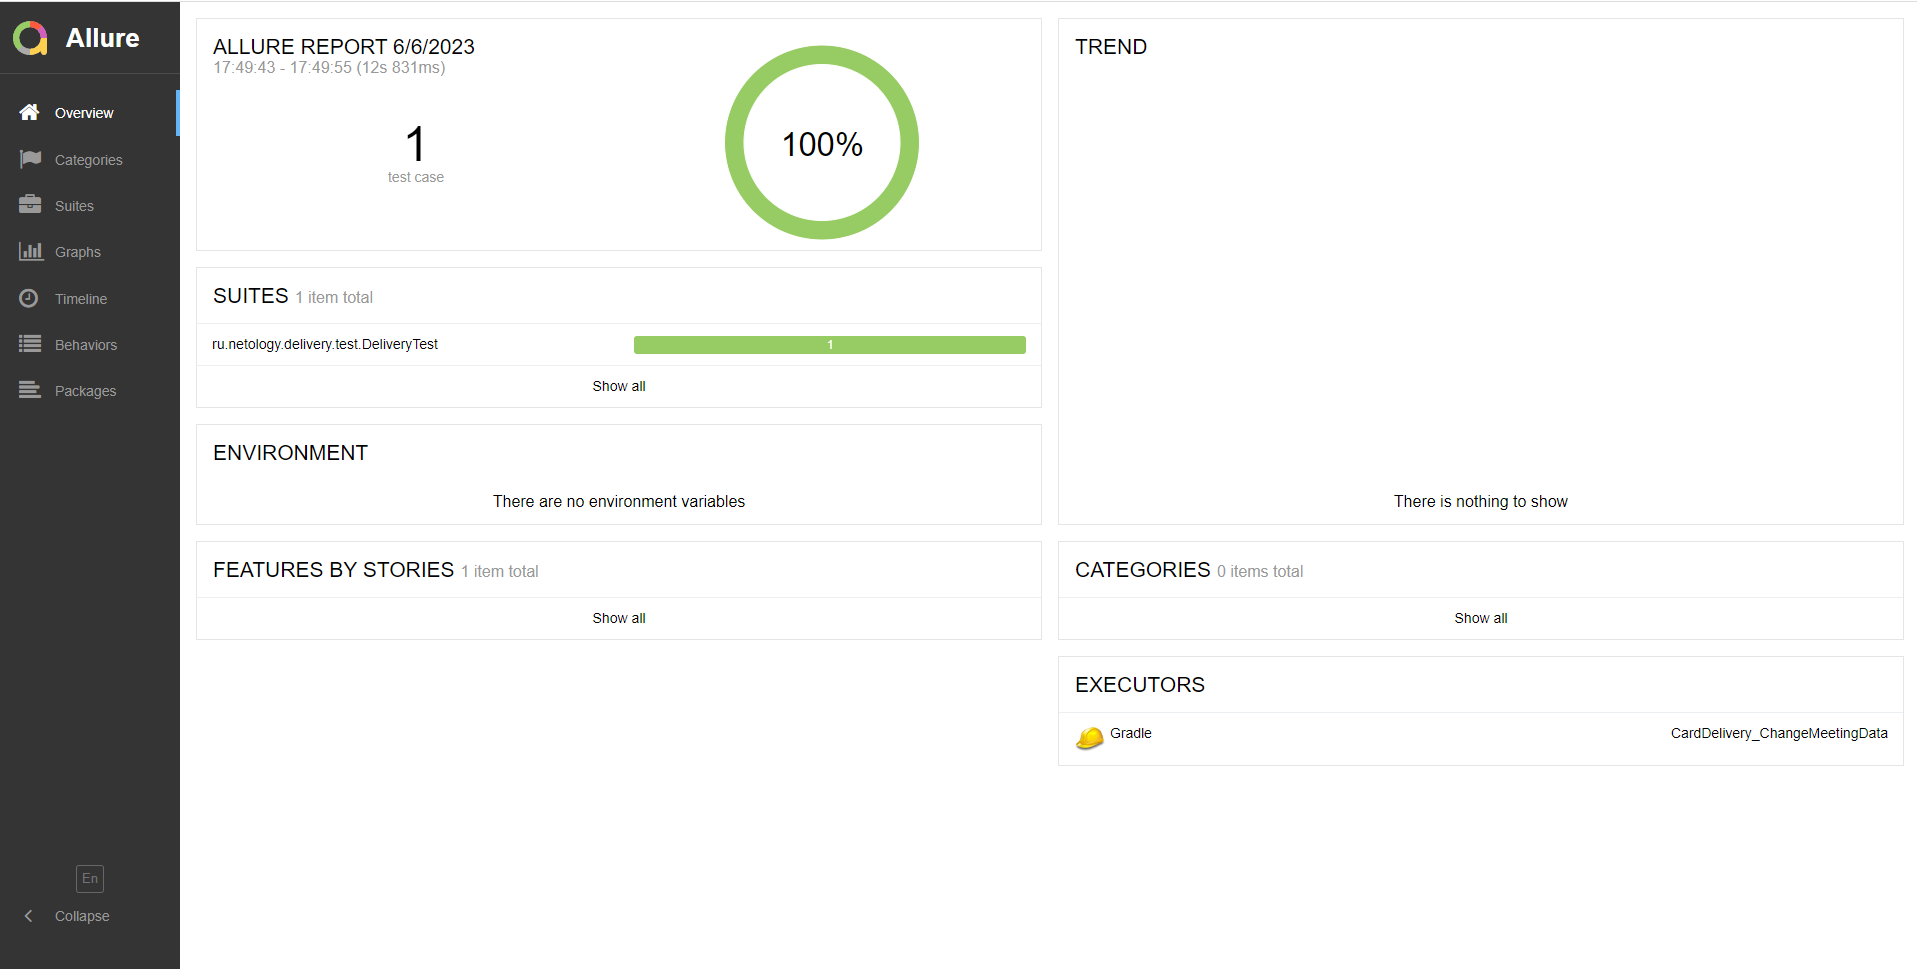 Allure
Overview
Categories
Suites
Graphs
Timeline
Behaviors
Packages
En
Collapse
ALLURE REPORT 6/6/2023
17:49:43 - 17:49:55 (12s 831ms)
1
test case
100%
SUITES 1 item total
ru.netology.delivery.test.DeliveryTest 1
Show all
ENVIRONMENT
There are no environment variables
FEATURES BY STORIES 1 item total
Show all
TREND
There is nothing to show
CATEGORIES 0 items total
Show all
EXECUTORS
Gradle CardDelivery_ChangeMeetingData